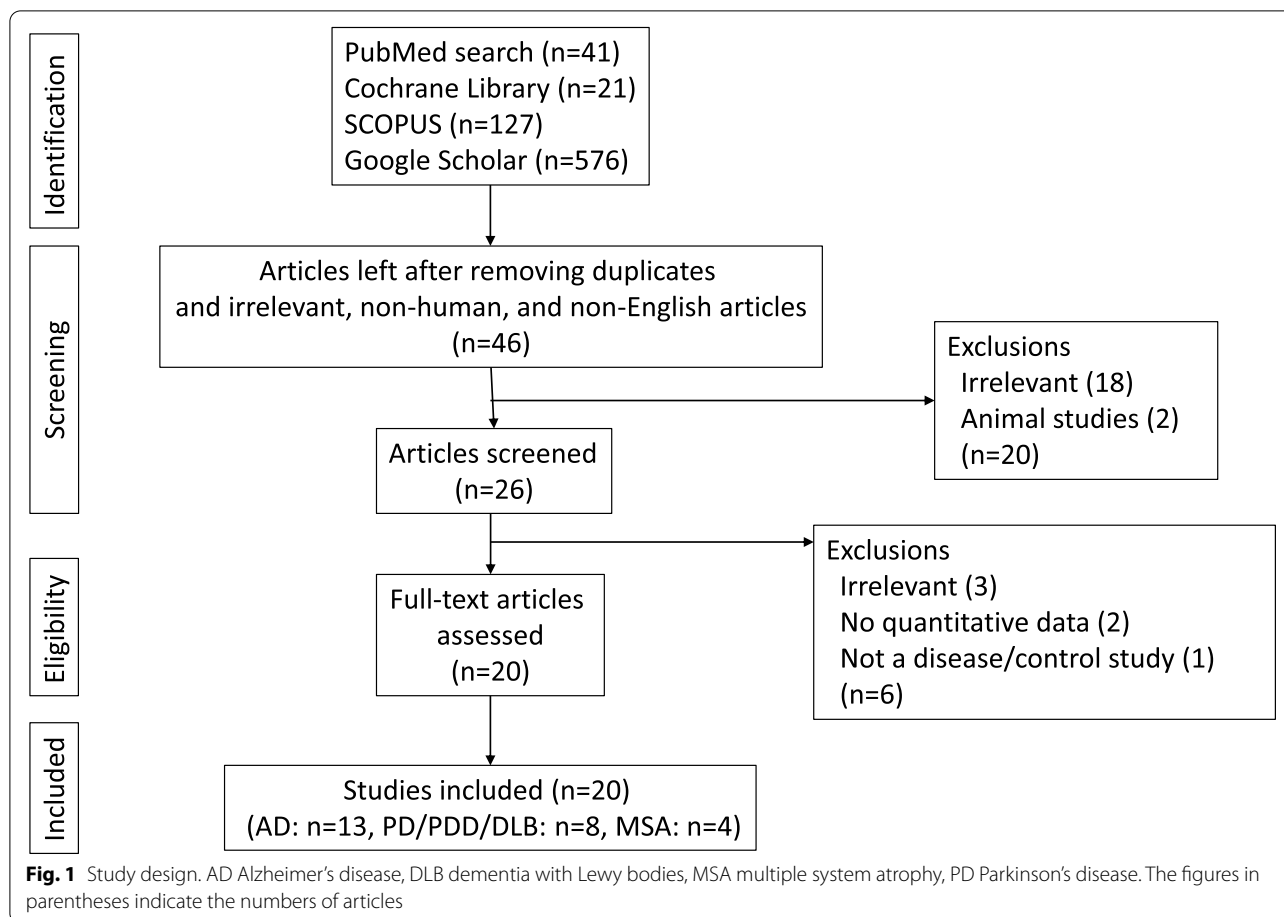 Identification
PubMed search (n=41)
Cochrane Library (n=21)
SCOPUS (n=127)
Google Scholar (n=576)
Screening
Articles left after removing duplicates
and irrelevant, non-human, and non-English articles
(n=46)
Exclusions
Irrelevant (18)
Animal studies (2)
(n=20)
Articles screened
(n=26)
Exclusions
Irrelevant (3)
No quantitative data (2)
Not a disease/control study (1)
(n=6)
Eligibility
Full-text articles
assessed
(n=20)
Included
Studies included (n=20)
(AD: n=13, PD/PDD/DLB: n=8, MSA: n=4)
Fig. 1 Study design. AD Alzheimer's disease, DLB dementia with Lewy bodies, MSA multiple system atrophy, PD Parkinson's disease. The figures in
parentheses indicate the numbers of articles